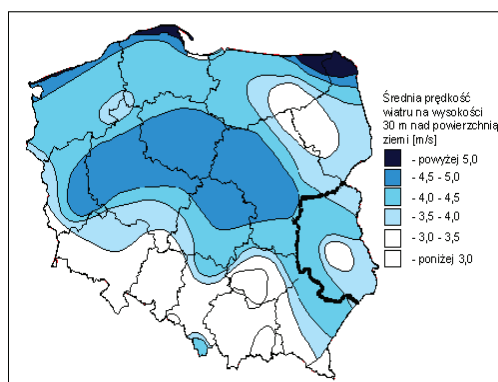 Średnia prędkość
wiatru na wysokości
30 m nad powierzchnią
ziemi [m/s]
- powyżej 5,0
- 4,5 - 5,0
- 4,0 - 4,5
- 3,5 - 4,0
- 3,0 - 3,5
- poniżej 3,0